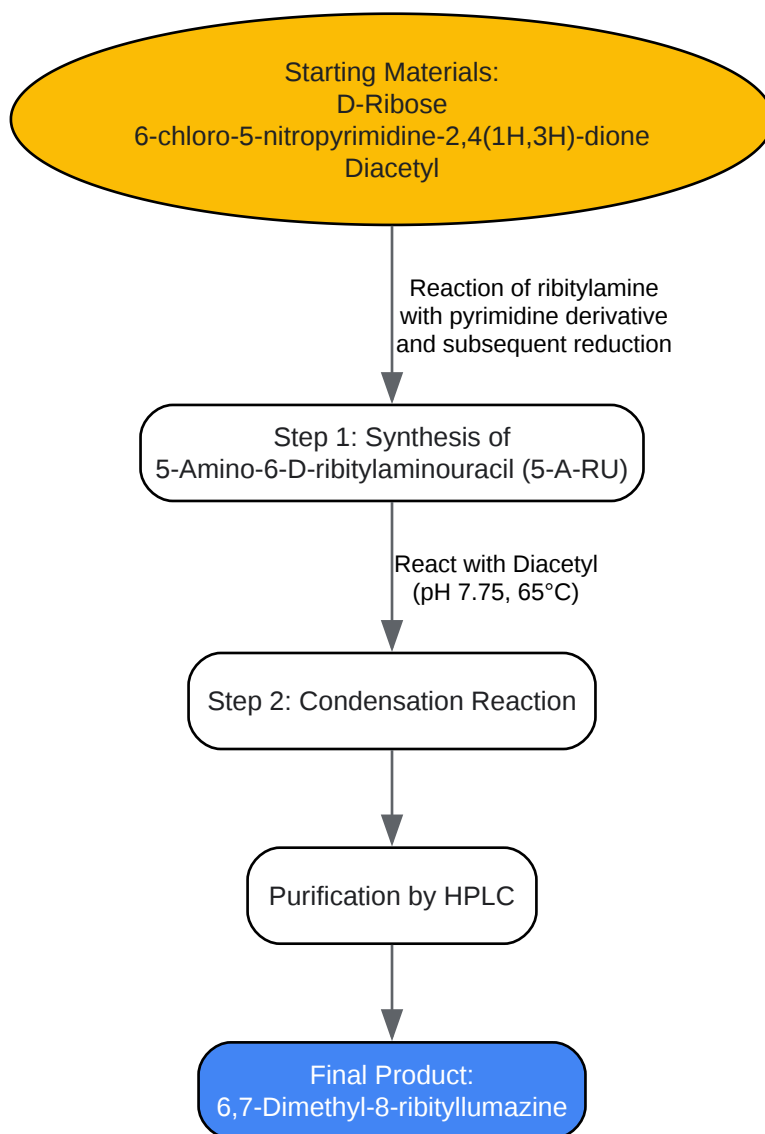 Starting Materials:
D-Ribose
6-chloro-5-nitropyrimidine-2,4(1H,3H)-dione
Diacetyl
Reaction of ribitylamine
with pyrimidine derivative
and subsequent reduction
Step 1: Synthesis of
5-Amino-6-D-ribitylaminouracil (5-A-RU)
React with Diacetyl
(pH 7.75, 65°C)
Step 2: Condensation Reaction
Purification by HPLC
Final Product:
6,7-Dimethyl-8-ribityllumazine